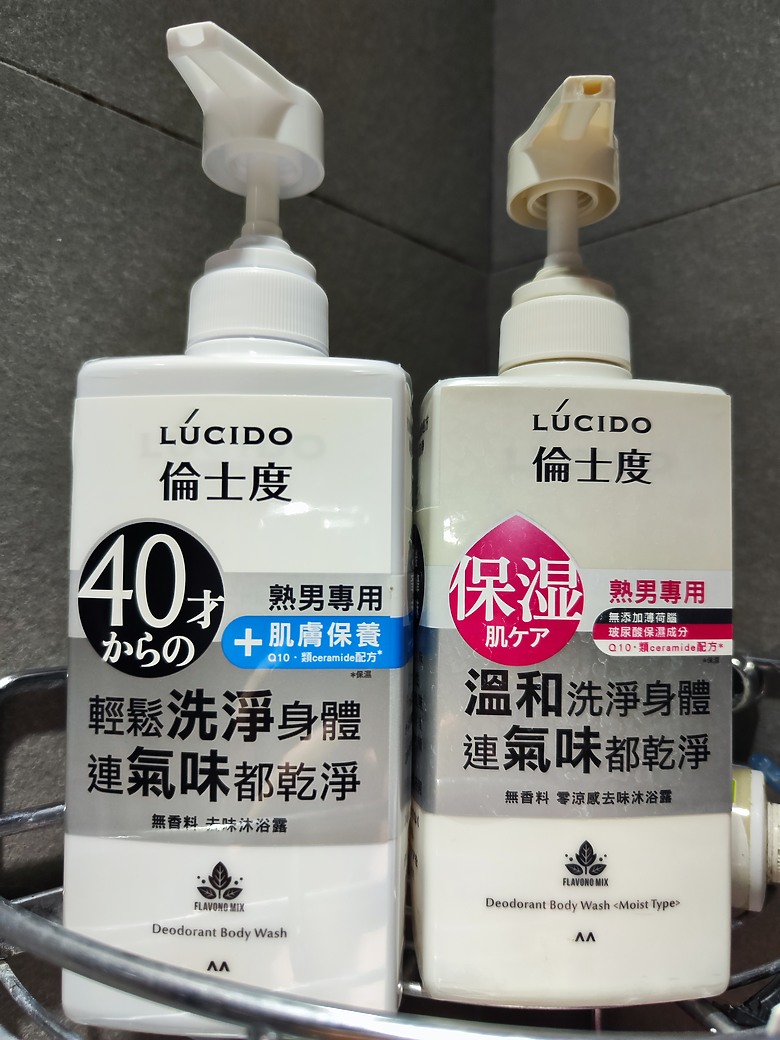 LÚCIDO
倫士度
40才
からの
熟男專用
+肌膚保養
Q10・類ceramide配方*
*保濕
輕鬆洗淨身體
連氣味都乾淨
無香料 去味沐浴露
FLAVONO MIX
Deodorant Body Wash
LÚCIDO
倫士度
保湿
肌ケア
熟男專用
無添加薄荷腦
玻尿酸保濕成分
Q10・類ceramide配方*
*保濕
溫和洗淨身體
連氣味都乾淨
無香料 零涼感去味沐浴露
FLAVONO MIX
Deodorant Body Wash <Moist Type>